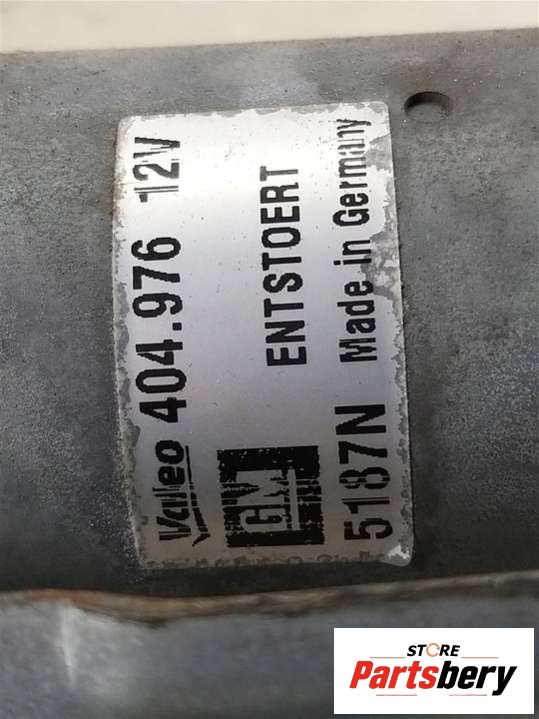 Valeo 404.976 12V
GM ENTSTOERT
5187N Made in Germany
STORE
Partsbery